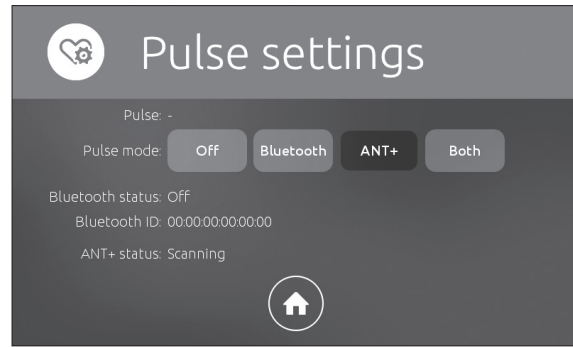 Pulse settings
Pulse: -
Pulse mode: Off Bluetooth ANT+ Both
Bluetooth status: Off
Bluetooth ID: 00:00:00:00:00:00
ANT+ status: Scanning